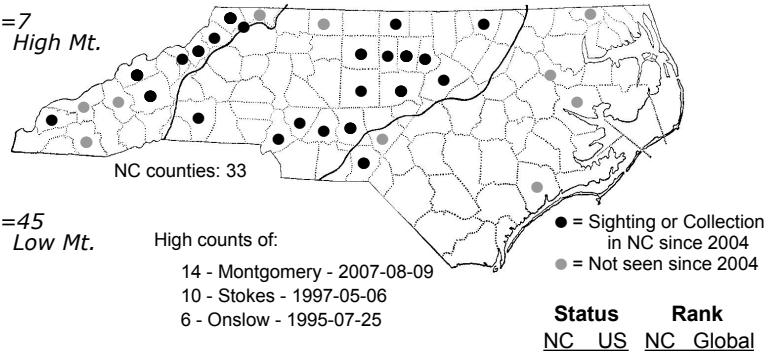 =7
High Mt.
NC counties: 33
=45
Low Mt.
High counts of:
14 - Montgomery - 2007-08-09
10 - Stokes - 1997-05-06
6 - Onslow - 1995-07-25
= Sighting or Collection
in NC since 2004
= Not seen since 2004
Status Rank
NC US NC Global